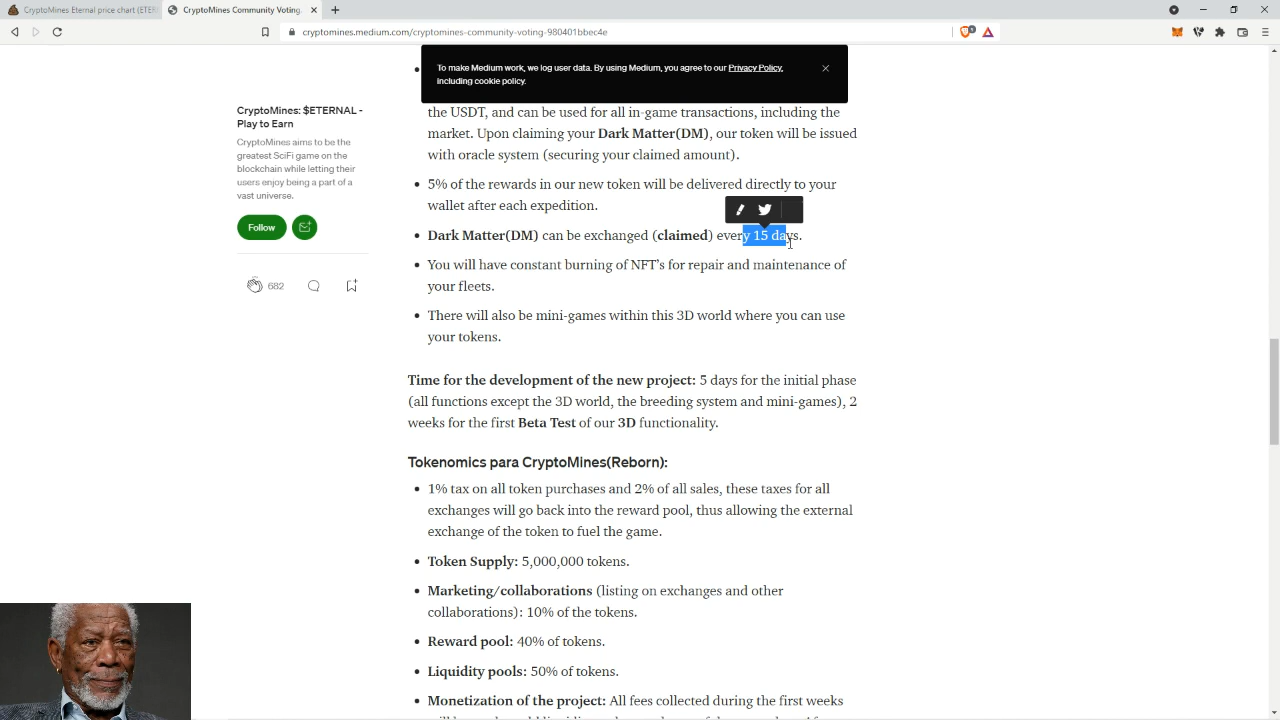 CryptoMines Eternal price chart (ETER
CryptoMines Community Voting.
cryptomines.medium.com/cryptomines-community-voting-980401bbec4e
To make Medium work, we log user data. By using Medium, you agree to our Privacy Policy,
including cookie policy.
CryptoMines: $ETERNAL -
Play to Earn
CryptoMines aims to be the
greatest SciFi game on the
blockchain while letting their
users enjoy being a part of a
vast universe.
Follow
682
the USDT, and can be used for all in-game transactions, including the
market. Upon claiming your Dark Matter(DM), our token will be issued
with oracle system (securing your claimed amount).
5% of the rewards in our new token will be delivered directly to your
wallet after each expedition.
Dark Matter(DM) can be exchanged (claimed) every 15 days.
You will have constant burning of NFT's for repair and maintenance of
your fleets.
There will also be mini-games within this 3D world where you can use
your tokens.
Time for the development of the new project: 5 days for the initial phase
(all functions except the 3D world, the breeding system and mini-games), 2
weeks for the first Beta Test of our 3D functionality.
Tokenomics para CryptoMines(Reborn):
1% tax on all token purchases and 2% of all sales, these taxes for all
exchanges will go back into the reward pool, thus allowing the external
exchange of the token to fuel the game.
Token Supply: 5,000,000 tokens.
Marketing/collaborations (listing on exchanges and other
collaborations): 10% of the tokens.
Reward pool: 40% of tokens.
Liquidity pools: 50% of tokens.
Monetization of the project: All fees collected during the first weeks